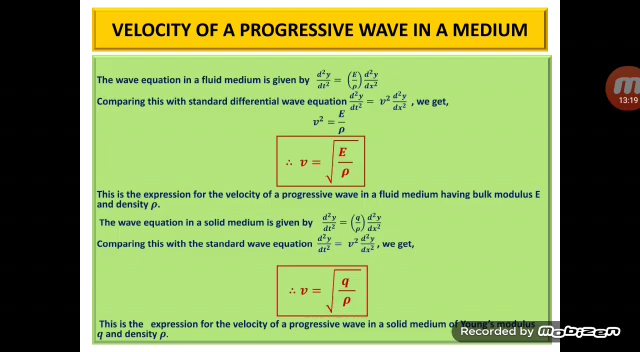 VELOCITY OF A PROGRESSIVE WAVE IN A MEDIUM
13:19
The wave equation in a fluid medium is given by d²y/dt² = (E/ρ) d²y/dx²
Comparing this with standard differential wave equation d²y/dt² = v² d²y/dx² , we get,
v² = E/ρ
∴ v = √(E/ρ)
This is the expression for the velocity of a progressive wave in a fluid medium having bulk modulus E
and density ρ.
The wave equation in a solid medium is given by d²y/dt² = (q/ρ) d²y/dx²
Comparing this with the standard wave equation d²y/dt² = v² d²y/dx² , we get,
∴ v = √(q/ρ)
This is the expression for the velocity of a progressive wave in a solid medium of Young's modulus
q and density ρ.
Recorded by Mobizen